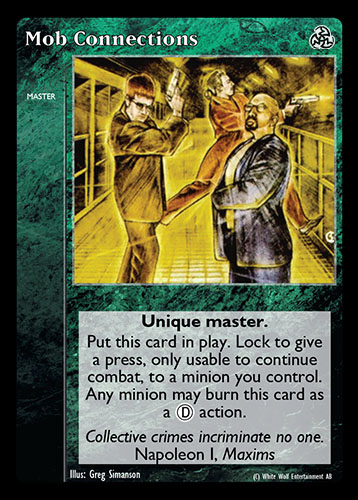 Mob Connections
MASTER
Unique master.
Put this card in play. Lock to give
a press, only usable to continue
combat, to a minion you control.
Any minion may burn this card as
a Ⓓ action.
Collective crimes incriminate no one.
Napoleon I, Maxims
Illus: Greg Simanson
(C) White Wolf Entertainment AB